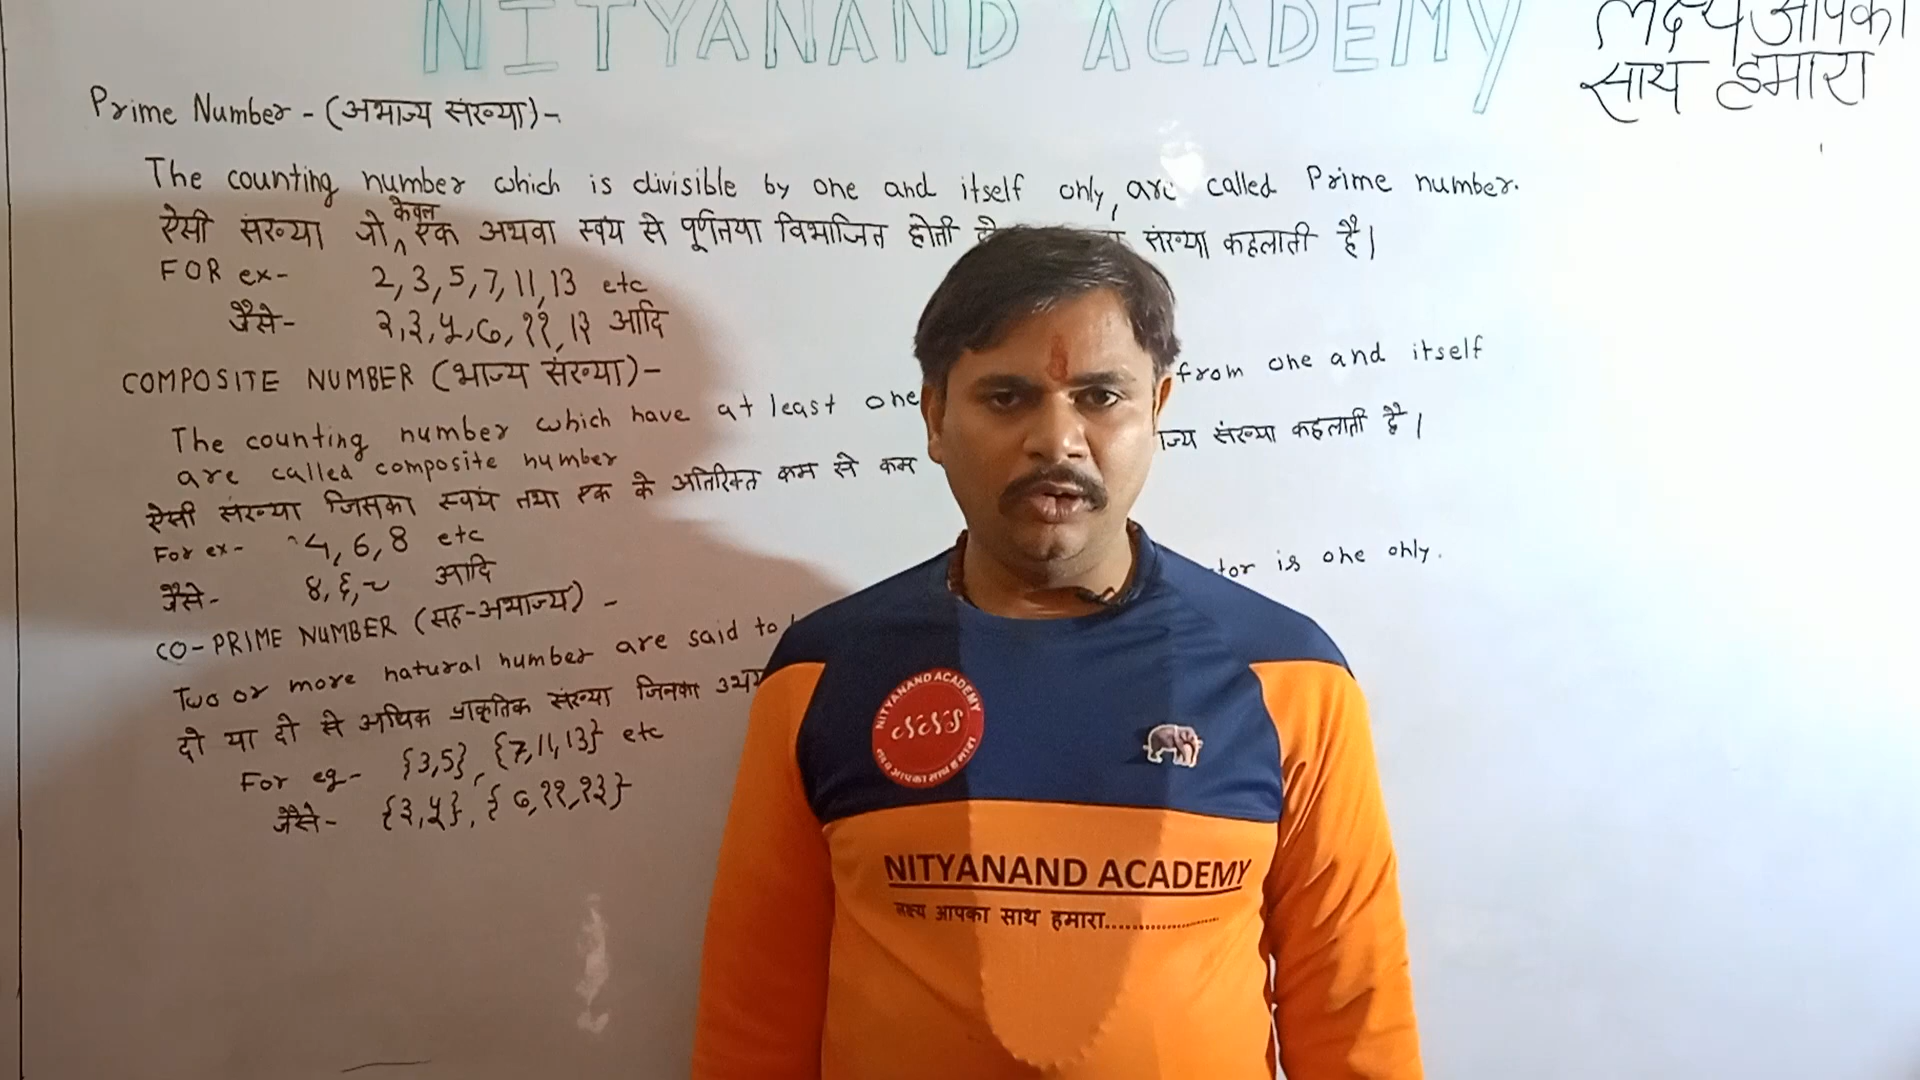 NITYANAND ACADEMY
लक्ष्य आपका
साथ हमारा
Prime Number - (अभाज्य संख्या) -
The counting number which is divisible by one and itself only, are called Prime number.
केवल
ऐसी संख्या जो ^ एक अथवा स्वयं से पूर्णतया विभाजित होती संख्या कहलाती है।
FOR ex- 2, 3, 5, 7, 11, 13 etc
जैसे- २, ३, ५, ७, ११, १३ आदि
COMPOSITE NUMBER (भाज्य संख्या) -
The counting number which have at least one from one and itself
are called composite number
ऐसी संख्या जिसका स्वयं तथा एक के अतिरिक्त कम से कम संख्या कहलाती है।
For ex- 4, 6, 8 etc
जैसे- ४, ६, ८ आदि
CO-PRIME NUMBER (सह-अभाज्य) -
Two or more natural number are said to is one only.
दो या दो से अधिक प्राकृतिक संख्या जिनका
For eg- {3,5}, {7,11,13} etc
जैसे- {३,५}, {७,११,१३}
NITYANAND ACADEMY
लक्ष्य आपका साथ हमारा
NITYANAND ACADEMY
लक्ष्य आपका साथ हमारा....................